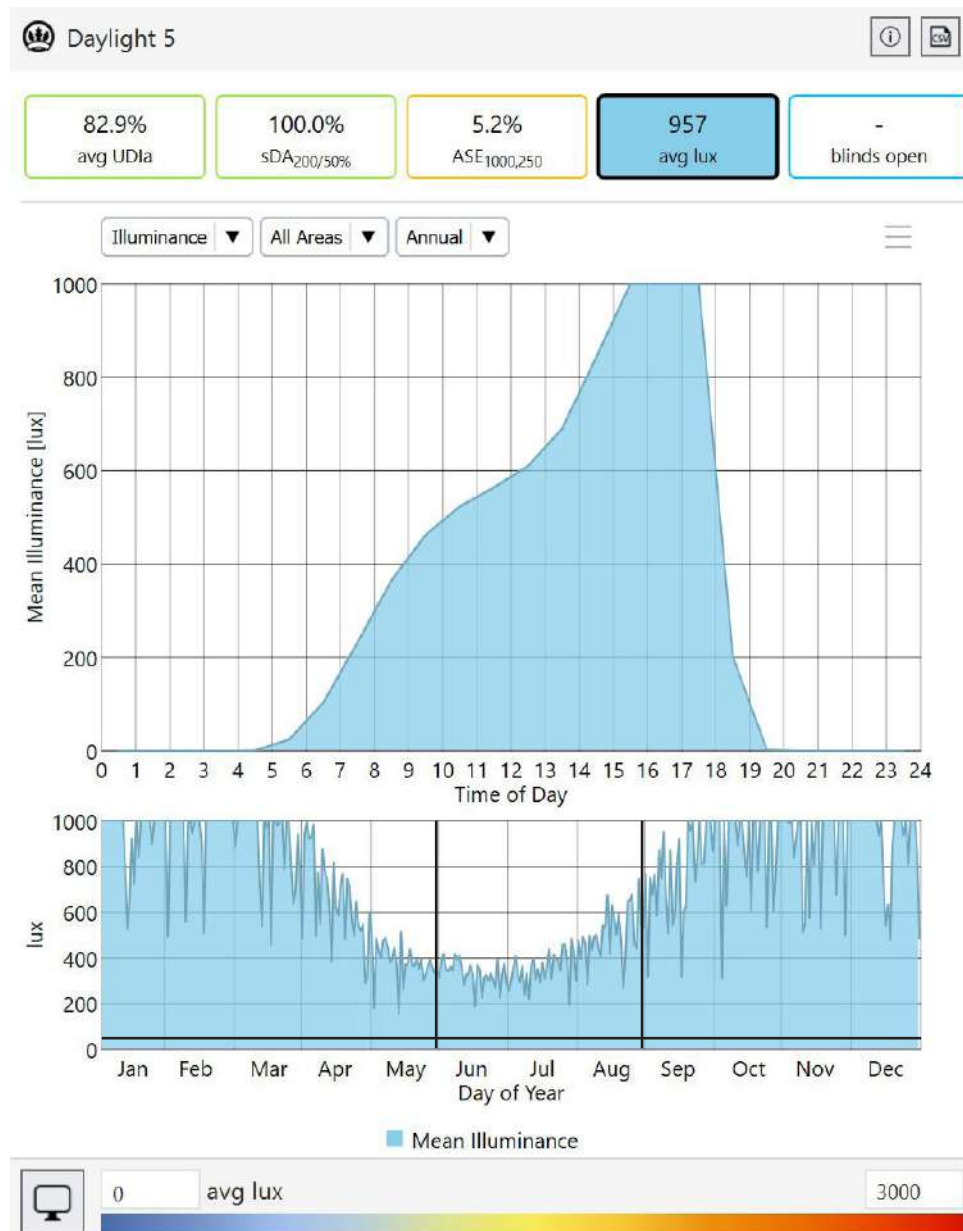 Daylight 5
CSV
82.9% 100.0% 5.2% 957 -
avg UDIa sDA200/50% ASE1000,250 avg lux blinds open
Illuminance ▼ All Areas ▼ Annual ▼
1000
800
600
400
200
0
Mean Illuminance [lux]
0 1 2 3 4 5 6 7 8 9 10 11 12 13 14 15 16 17 18 19 20 21 22 23 24
Time of Day
1000
800
600
400
200
0
lux
Jan Feb Mar Apr May Jun Jul Aug Sep Oct Nov Dec
Day of Year
Mean Illuminance
0 avg lux 3000